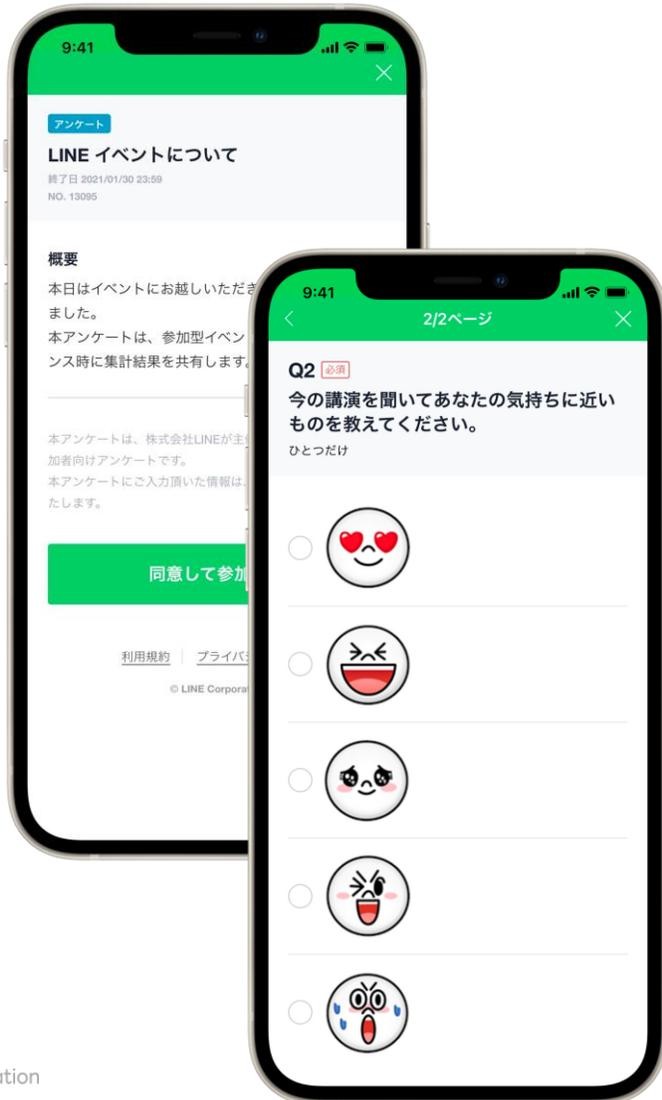 9:41
アンケート
LINE イベントについて
終了日 2021/01/30 23:59
NO. 13095
概要
本日はイベントにお越しいただき
ました。
本アンケートは、参加型イベン
ンス時に集計結果を共有します。
本アンケートは、株式会社LINEが主
加者向けアンケートです。
本アンケートにご入力頂いた情報は、
たします。
同意して参加
利用規約
プライバ
© LINE Corpora
9:41
2/2ページ
Q2 必須
今の講演を聞いてあなたの気持ちに近い
ものを教えてください。
ひとつだけ
ation